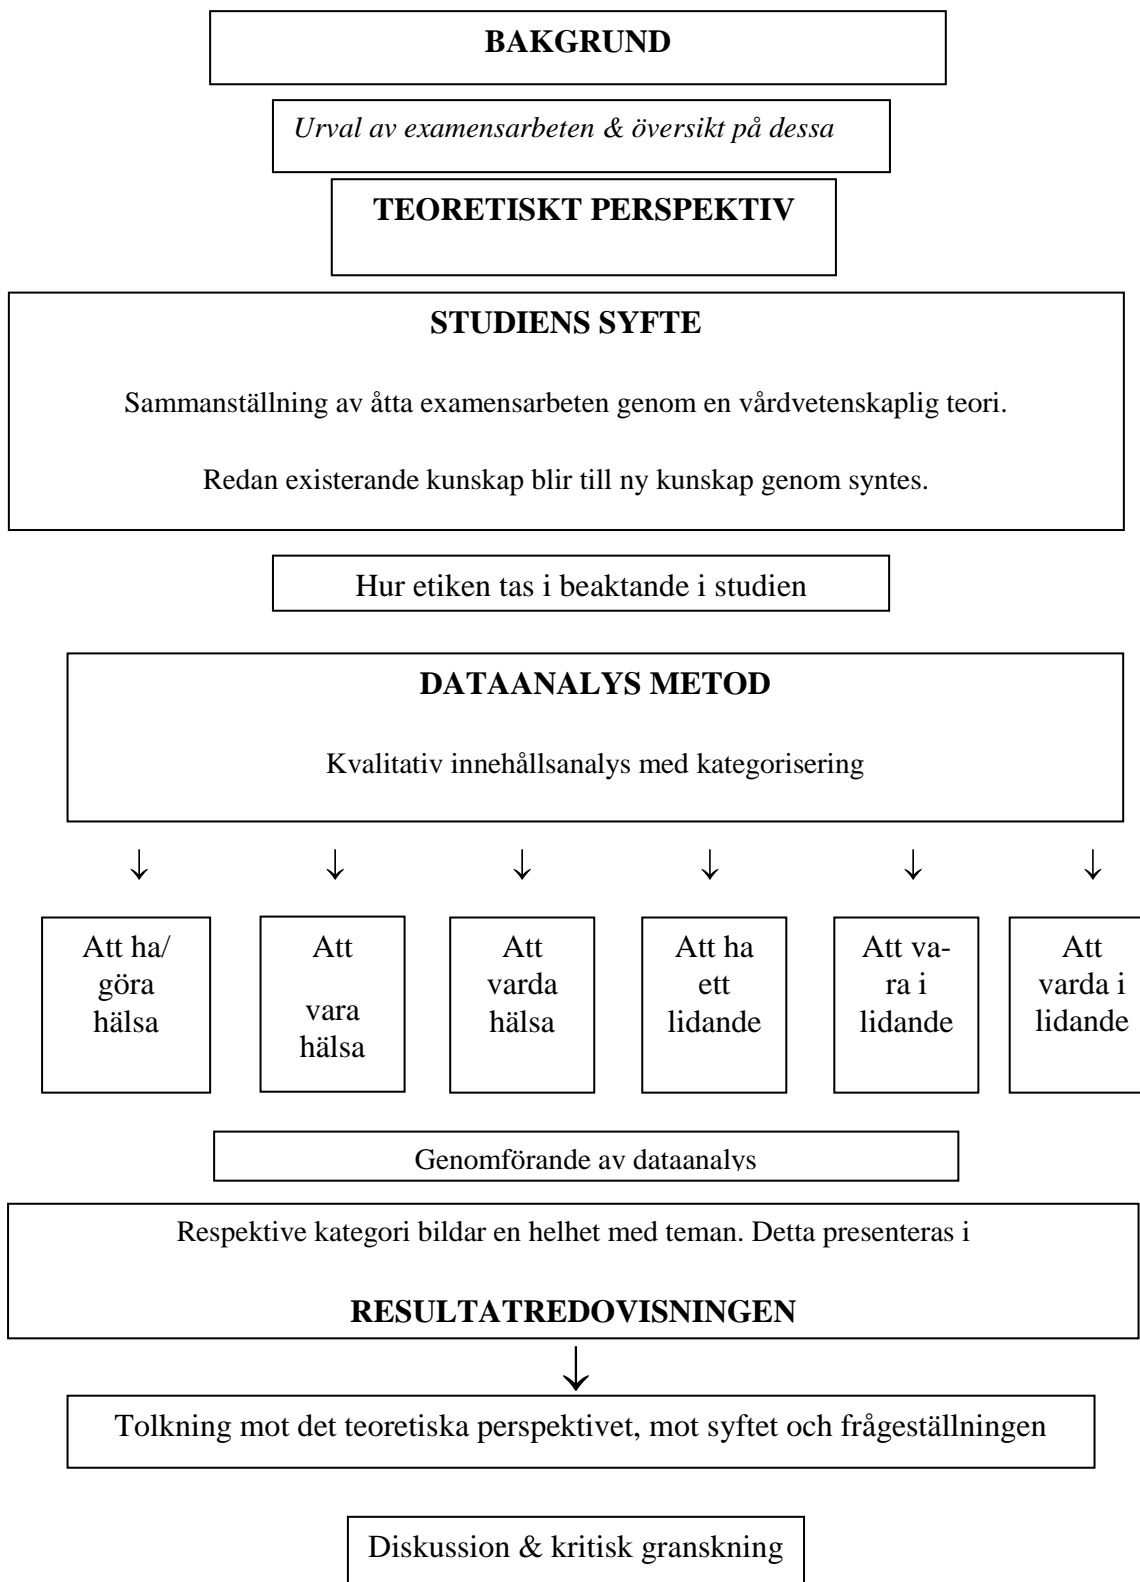 BAKGRUND
Urval av examensarbeten & översikt på dessa
TEORETISKT PERSPEKTIV
STUDIENS SYFTE
Sammanställning av åtta examensarbeten genom en vårdvetenskaplig teori.
Redan existerande kunskap blir till ny kunskap genom syntes.
Hur etiken tas i beaktande i studien
DATAANALYS METOD
Kvalitativ innehållsanalys med kategorisering
Att ha/
göra
hälsa
Att
vara
hälsa
Att
varda
hälsa
Att ha
ett
lidande
Att va-
ra i
lidande
Att
varda i
lidande
Genomförande av dataanalys
Respektive kategori bildar en helhet med teman. Detta presenteras i
RESULTATREDOVISNINGEN
Tolkning mot det teoretiska perspektivet, mot syftet och frågeställningen
Diskussion & kritisk granskning